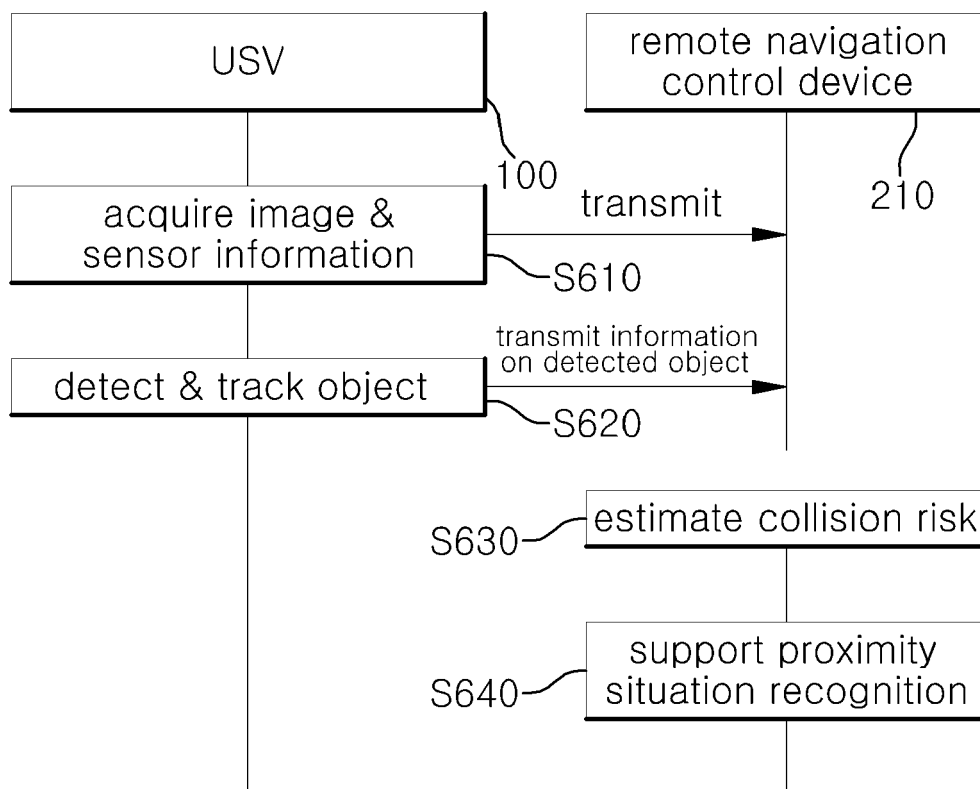 USV
remote navigation
control device
100
210
acquire image &
sensor information
transmit
S610
transmit information
on detected object
detect & track object
S620
estimate collision risk
S630
support proximity
situation recognition
S640